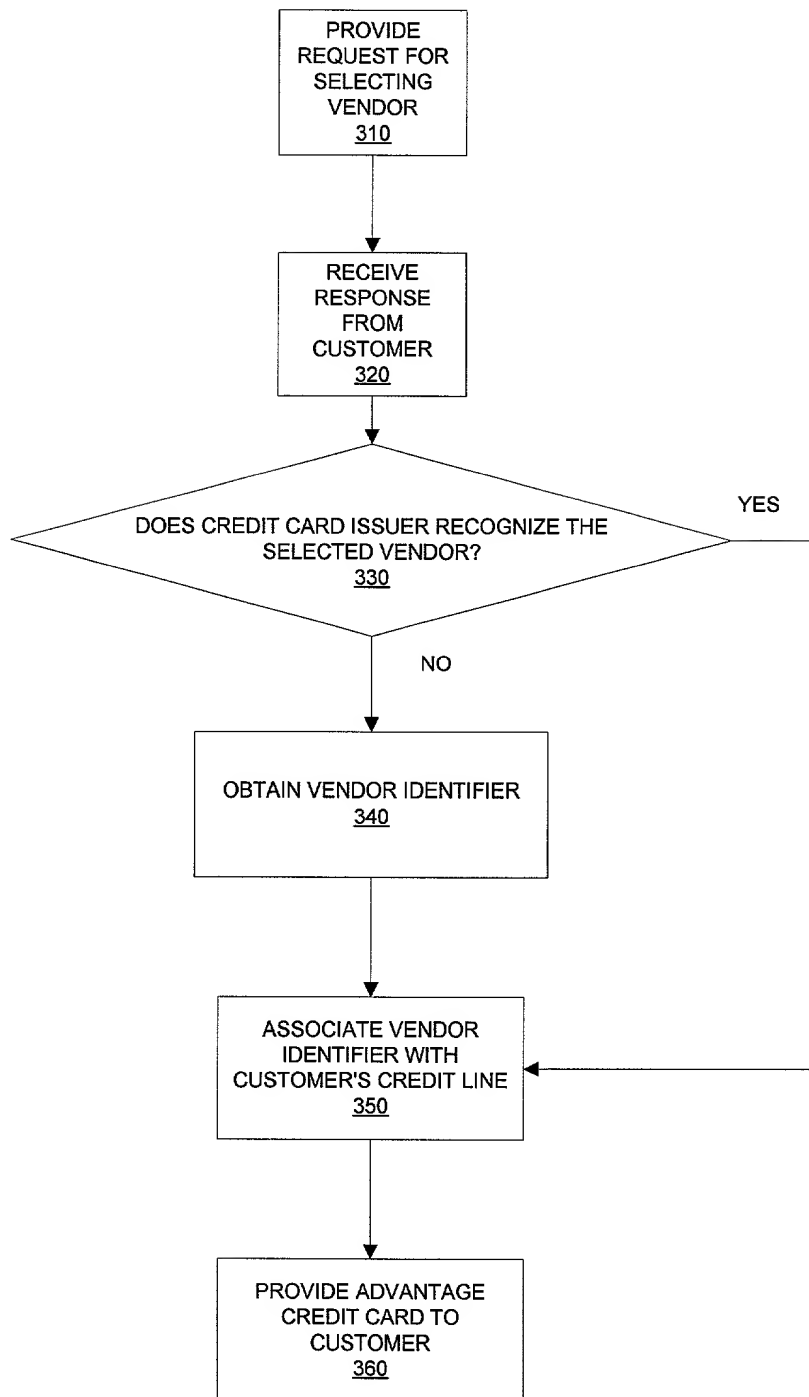 PROVIDE
REQUEST FOR
SELECTING
VENDOR
310
RECEIVE
RESPONSE
FROM
CUSTOMER
320
YES
DOES CREDIT CARD ISSUER RECOGNIZE THE
SELECTED VENDOR?
330
NO
OBTAIN VENDOR IDENTIFIER
340
ASSOCIATE VENDOR
IDENTIFIER WITH
CUSTOMER'S CREDIT LINE
350
PROVIDE ADVANTAGE
CREDIT CARD TO
CUSTOMER
360